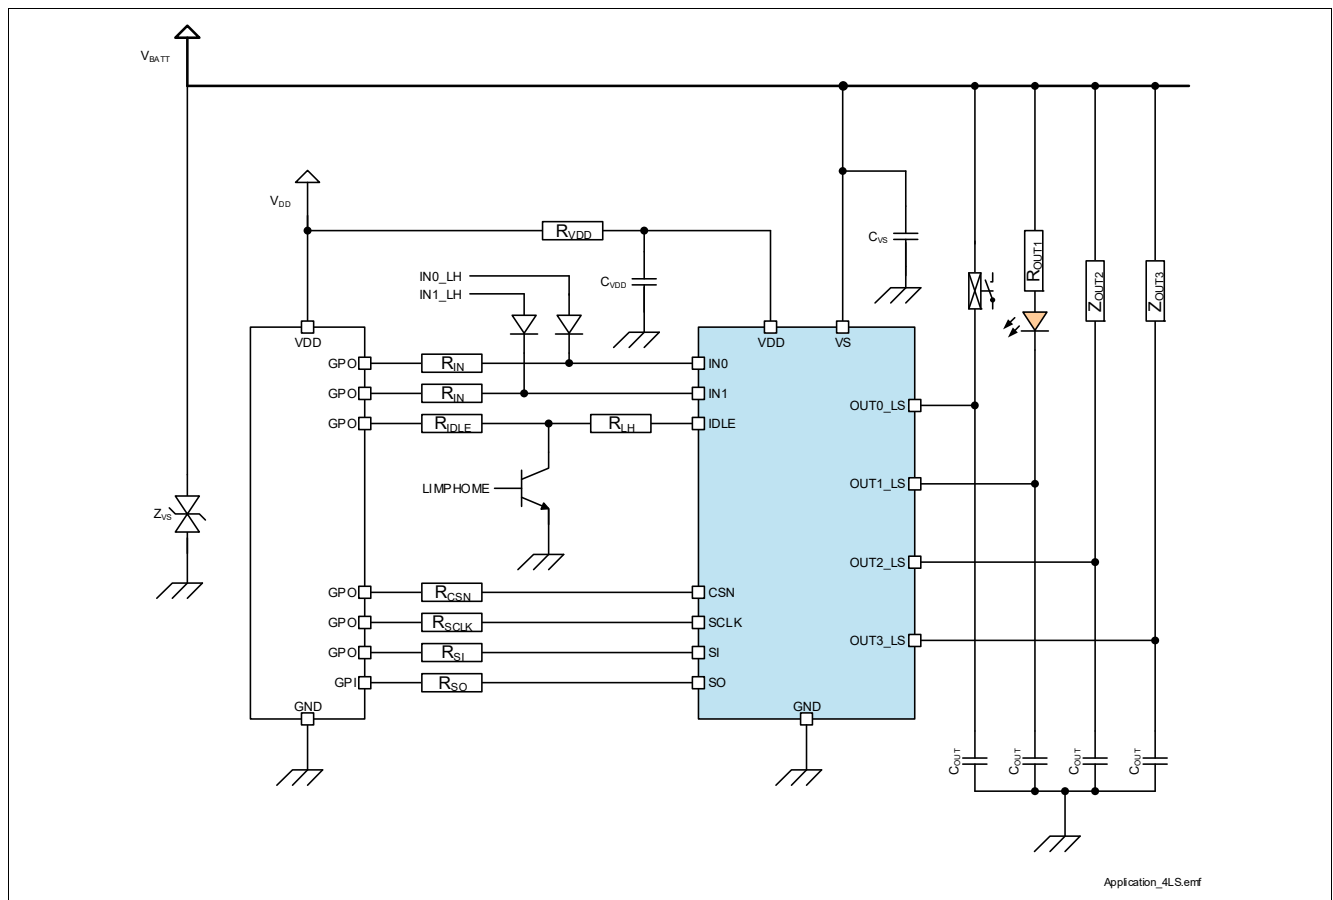 VBATT
VDD
RVDD
CVS
IN0_LH
IN1_LH
CVDD
ROUT1
ZOUT2
ZOUT3
VDD
VDD
VS
GPO
RIN
IN0
GPO
RIN
IN1
GPO
RIDLE
RLH
IDLE
OUT0_LS
LIMPHOME
OUT1_LS
ZVS
OUT2_LS
GPO
RCSN
CSN
GPO
RSCLK
SCLK
OUT3_LS
GPO
RSI
SI
GPI
RSO
SO
GND
GND
COUT
COUT
COUT
COUT
Application_4LS.emf